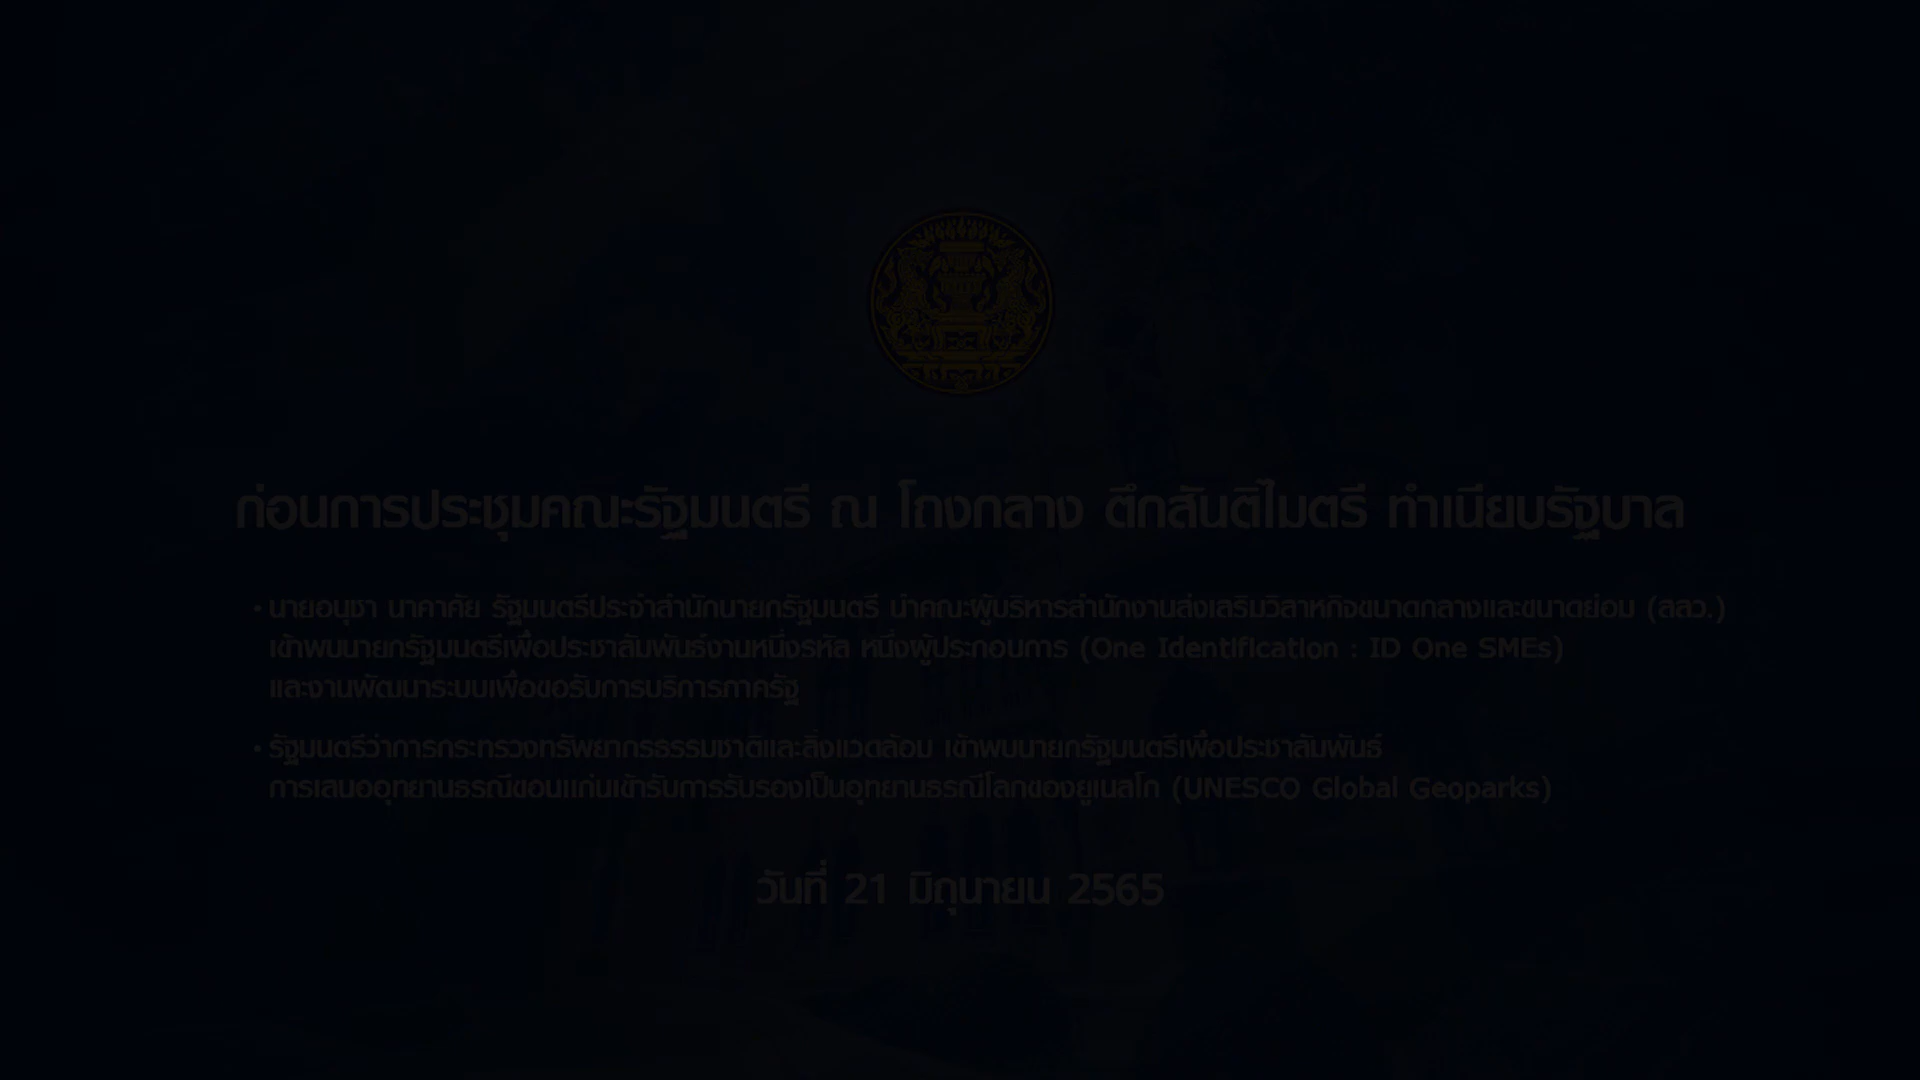 ก่อนการประชุมคณะรัฐมนตรี ณ โถงกลาง ตึกสันติไมตรี ทำเนียบรัฐบาล
• นายอนุชา นาคาศัย รัฐมนตรีประจำสำนักนายกรัฐมนตรี นำคณะผู้บริหารสำนักงานส่งเสริมวิสาหกิจขนาดกลางและขนาดย่อม (สสว.)
เข้าพบนายกรัฐมนตรีเพื่อประชาสัมพันธ์งานหนึ่งรหัส หนึ่งผู้ประกอบการ (One Identification : ID One SMEs)
และงานพัฒนาระบบเพื่อขอรับการบริการภาครัฐ
• รัฐมนตรีว่าการกระทรวงทรัพยากรธรรมชาติและสิ่งแวดล้อม เข้าพบนายกรัฐมนตรีเพื่อประชาสัมพันธ์
การเสนออุทยานธรณีขอนแก่นเข้ารับการรับรองเป็นอุทยานธรณีโลกของยูเนสโก (UNESCO Global Geoparks)
วันที่ 21 มิถุนายน 2565